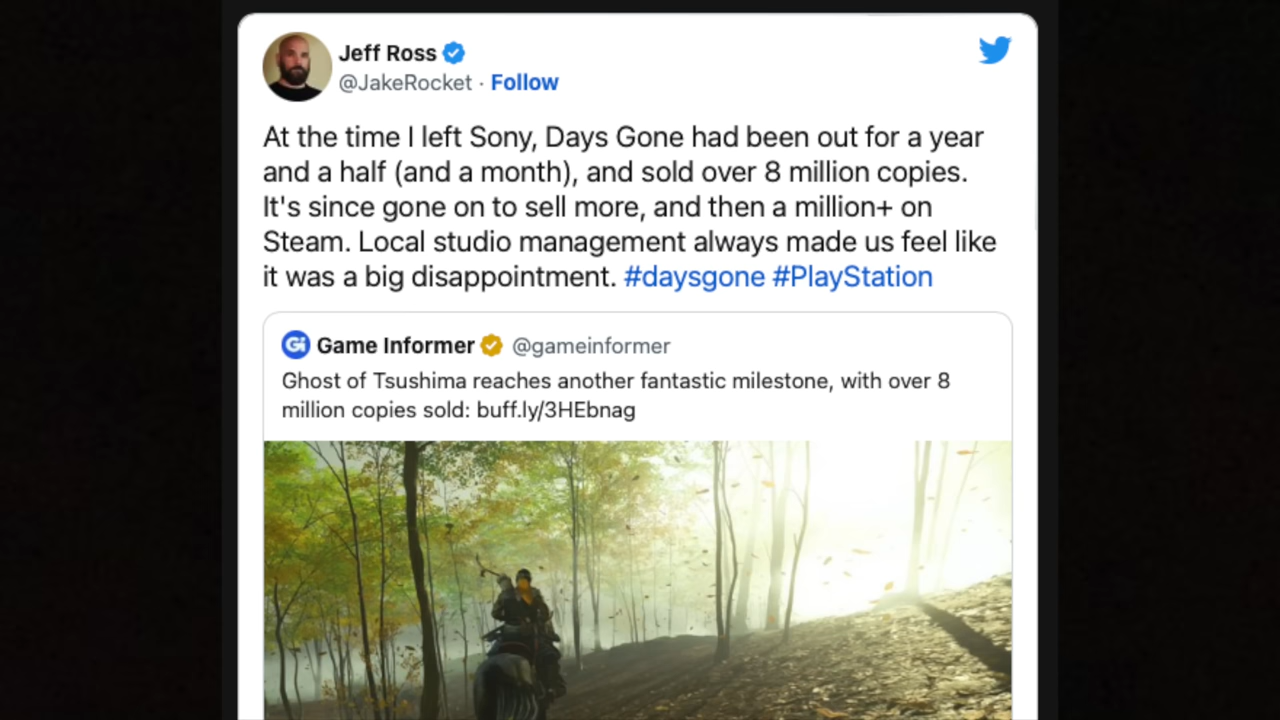 Jeff Ross
@JakeRocket · Follow
At the time I left Sony, Days Gone had been out for a year
and a half (and a month), and sold over 8 million copies.
It's since gone on to sell more, and then a million+ on
Steam. Local studio management always made us feel like
it was a big disappointment. #daysgone #PlayStation
Gi Game Informer @gameinformer
Ghost of Tsushima reaches another fantastic milestone, with over 8
million copies sold: buff.ly/3HEbnag